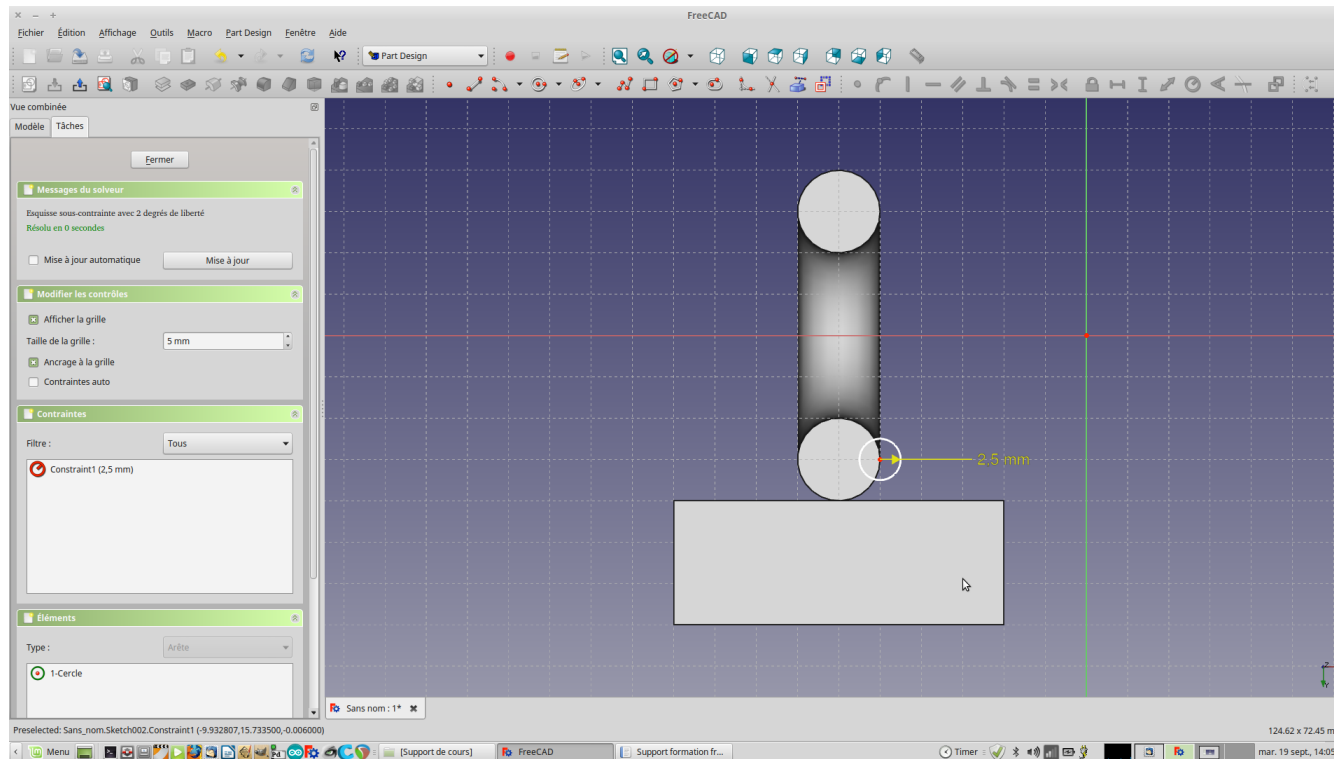 FreeCAD
Fichier Édition Affichage Outils Macro Part Design Fenêtre Aide
Part Design
Vue combinée
Modèle Tâches
Fermer
Messages du solveur
Esquisse sous-contrainte avec 2 degrés de liberté
Résolu en 0 secondes
Mise à jour automatique Mise à jour
Modifier les contrôles
Afficher la grille
Taille de la grille : 5 mm
Ancrage à la grille
Contraintes auto
Contraintes
Filtre : Tous
Constraint1 (2,5 mm)
2.5 mm
Éléments
Type : Arête
1-Cercle
Z
Y
Sans nom : 1*
Preselected: Sans_nom.Sketch002.Constraint1 (-9.932807,15.733500,-0.006000) 124.62 x 72.45 m
Menu [Support de cours] FreeCAD Support formation fr... Timer mar. 19 sept., 14:05